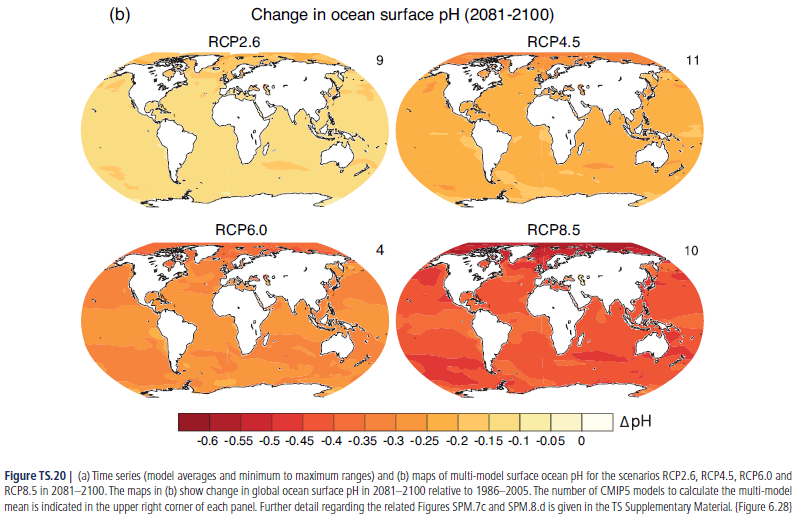 (b) Change in ocean surface pH (2081-2100)
RCP2.6
9
RCP4.5
11
RCP6.0
4
RCP8.5
10
ΔpH
-0.6 -0.55 -0.5 -0.45 -0.4 -0.35 -0.3 -0.25 -0.2 -0.15 -0.1 -0.05 0
Figure TS.20 | (a) Time series (model averages and minimum to maximum ranges) and (b) maps of multi-model surface ocean pH for the scenarios RCP2.6, RCP4.5, RCP6.0 and
RCP8.5 in 2081–2100. The maps in (b) show change in global ocean surface pH in 2081–2100 relative to 1986–2005. The number of CMIP5 models to calculate the multi-model
mean is indicated in the upper right corner of each panel. Further detail regarding the related Figures SPM.7c and SPM.8.d is given in the TS Supplementary Material. {Figure 6.28}